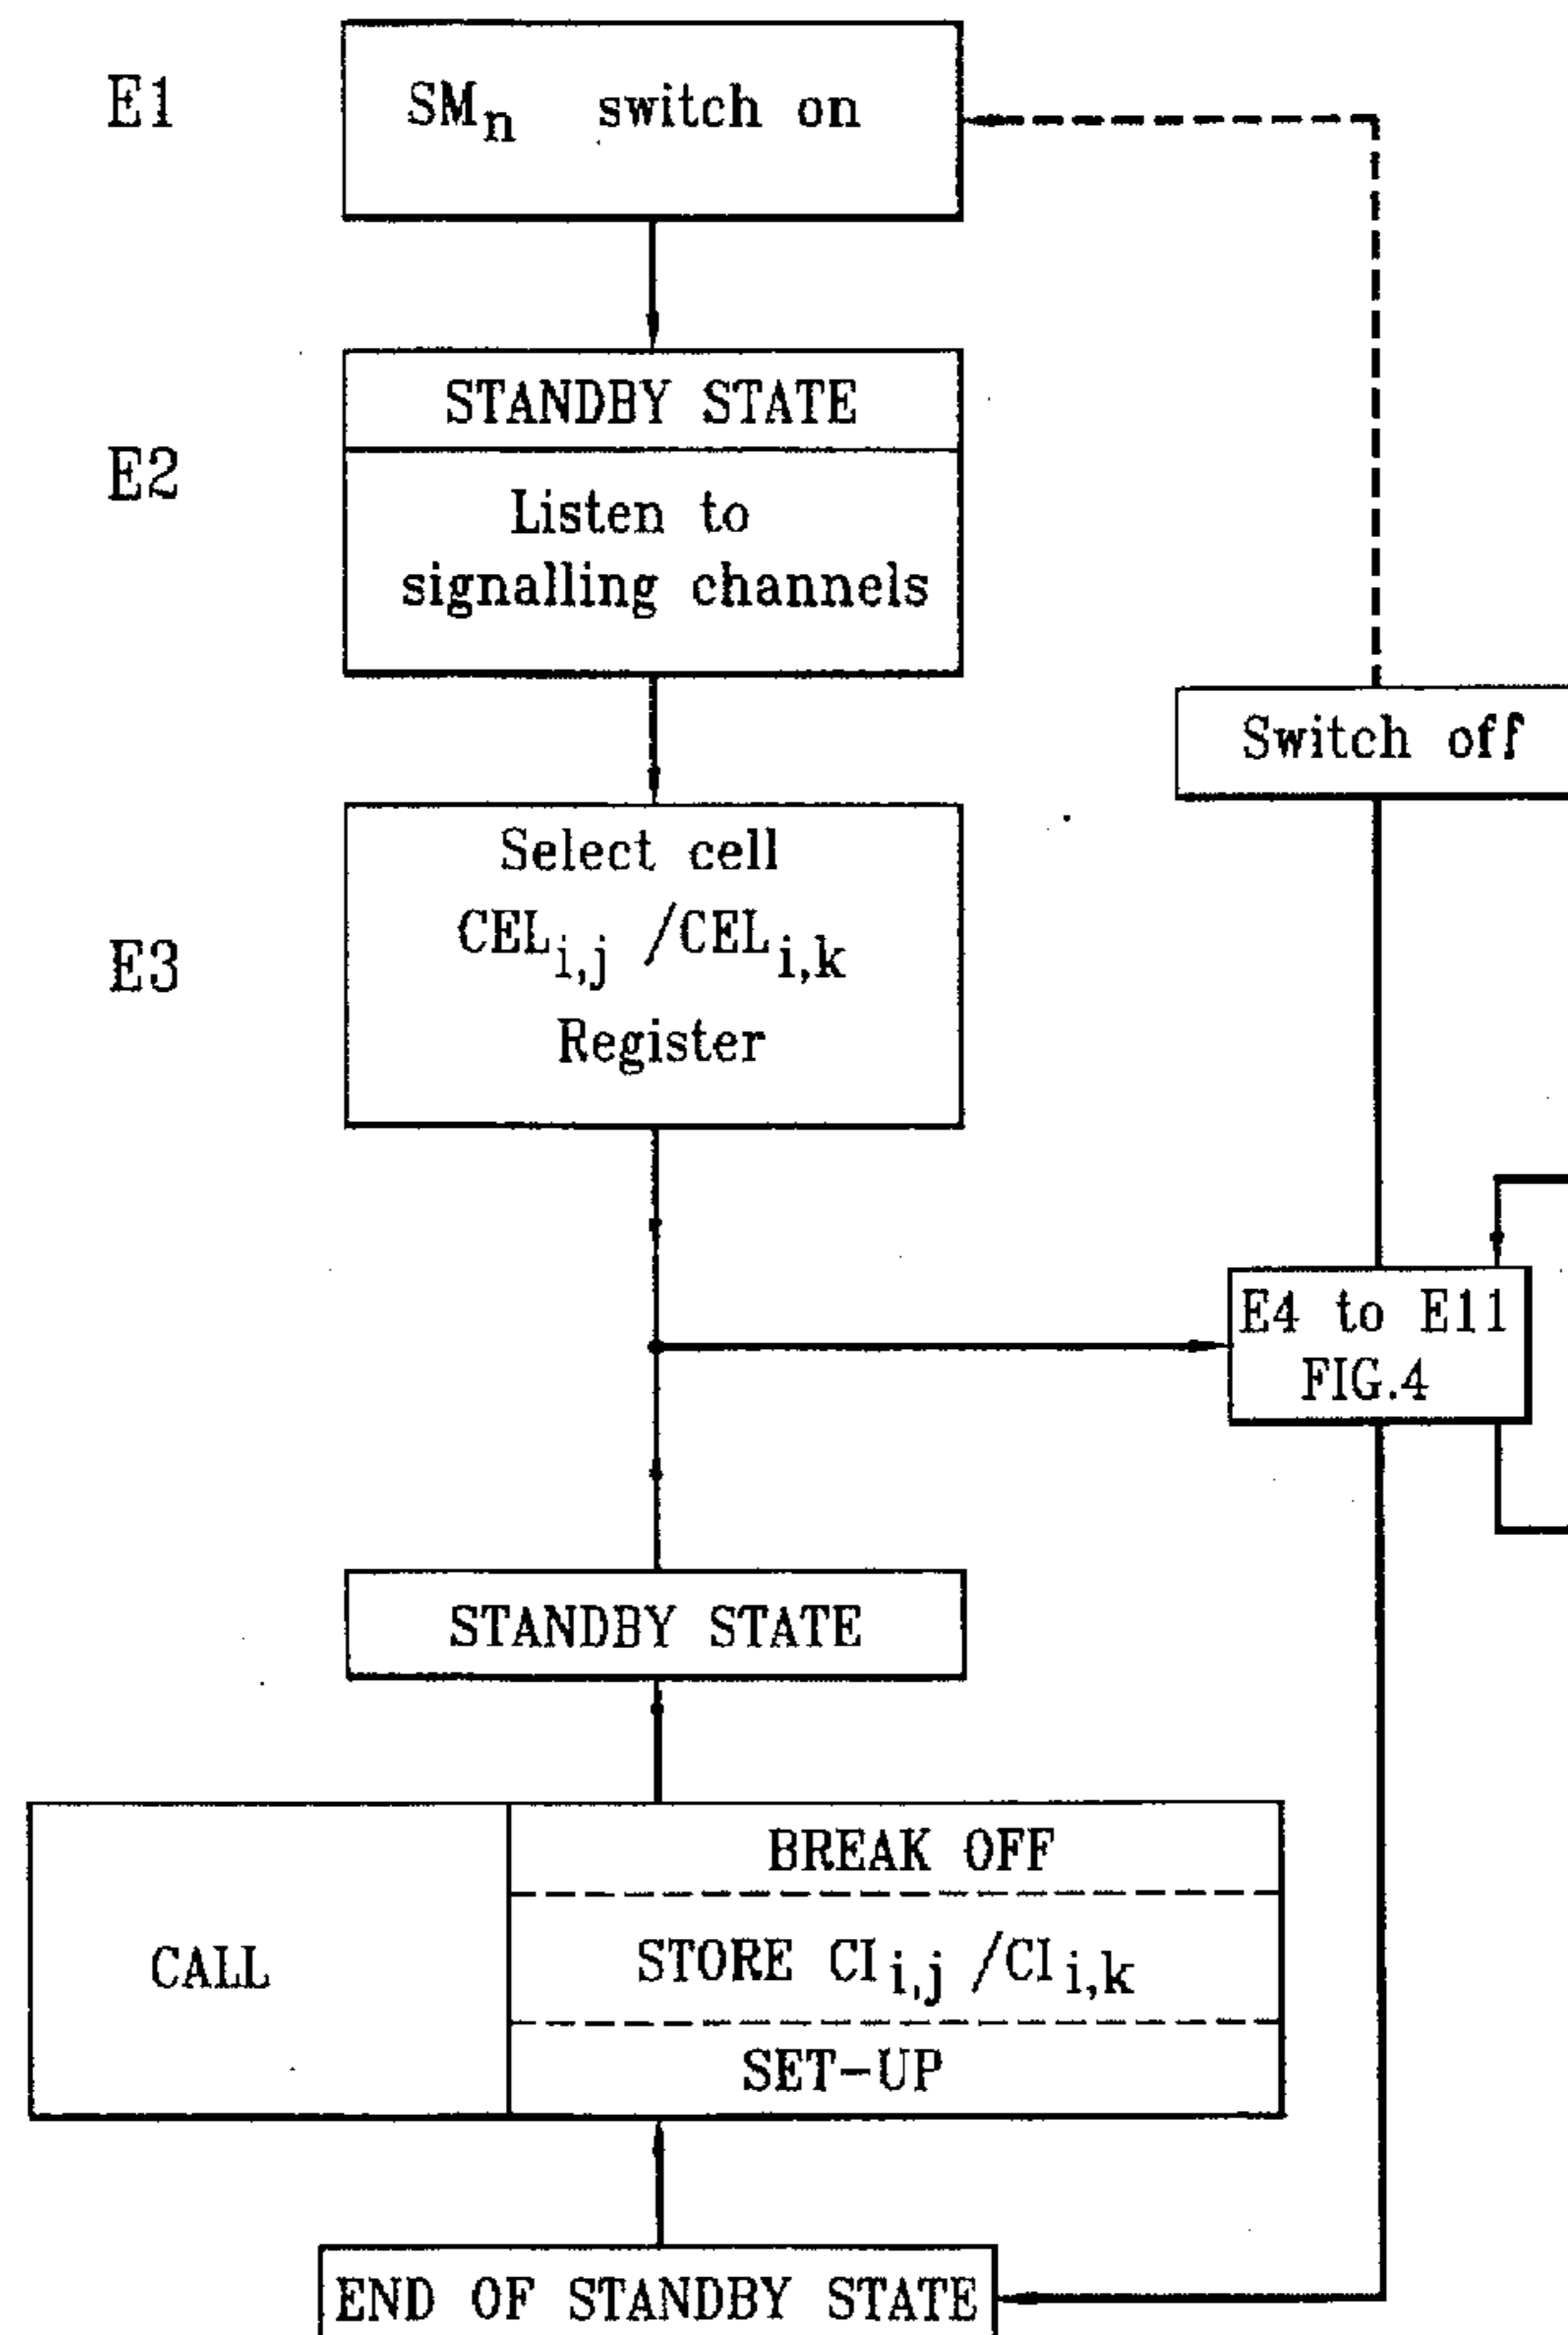 E1
SMn switch on
STANDBY STATE
E2
Listen to
signalling channels
Switch off
Select cell
CELi,j /CELi,k
E3
Register
E4 to E11
FIG.4
STANDBY STATE
BREAK OFF
CALL
STORE CIi,j /CIi,k
SET-UP
END OF STANDBY STATE